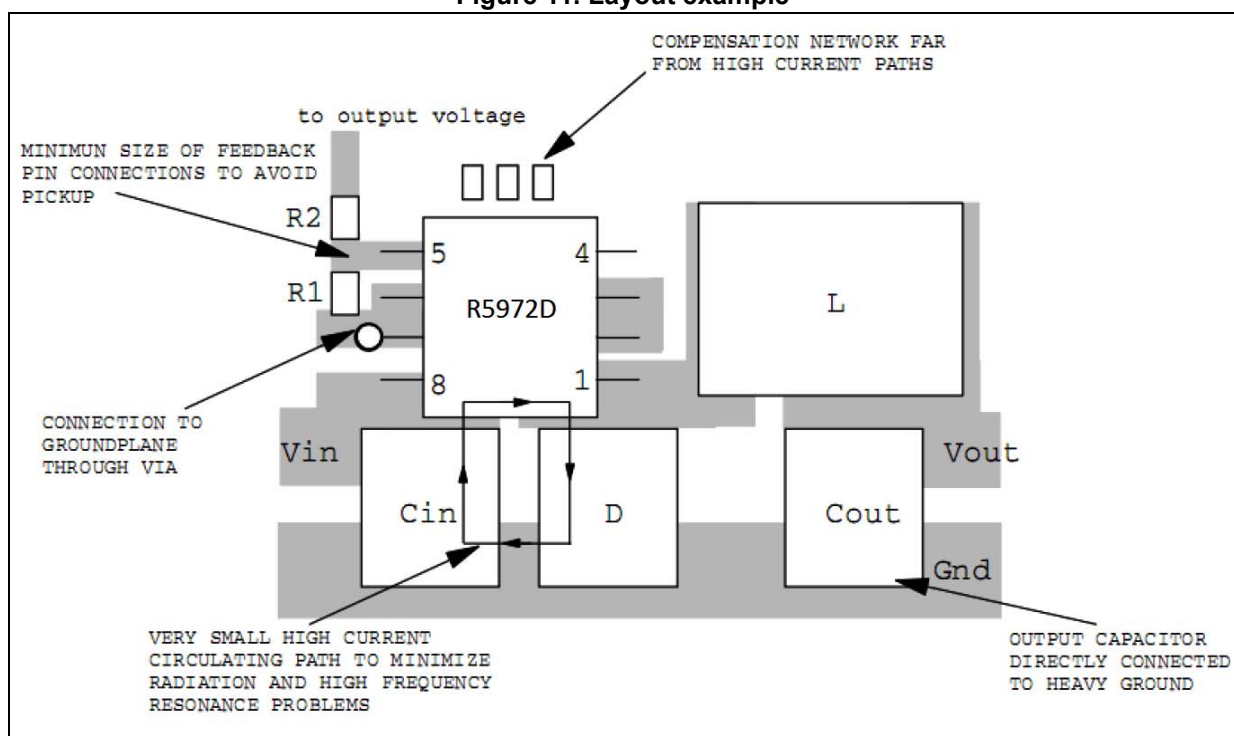 Figure 11. Layout example
COMPENSATION NETWORK FAR
FROM HIGH CURRENT PATHS
to output voltage
MINIMUN SIZE OF FEEDBACK
PIN CONNECTIONS TO AVOID
PICKUP
R2
5
4
R1
R5972D
L
8
1
CONNECTION TO
GROUNDPLANE
THROUGH VIA
Vin
Vout
Cin
D
Cout
Gnd
VERY SMALL HIGH CURRENT
CIRCULATING PATH TO MINIMIZE
RADIATION AND HIGH FREQUENCY
RESONANCE PROBLEMS
OUTPUT CAPACITOR
DIRECTLY CONNECTED
TO HEAVY GROUND